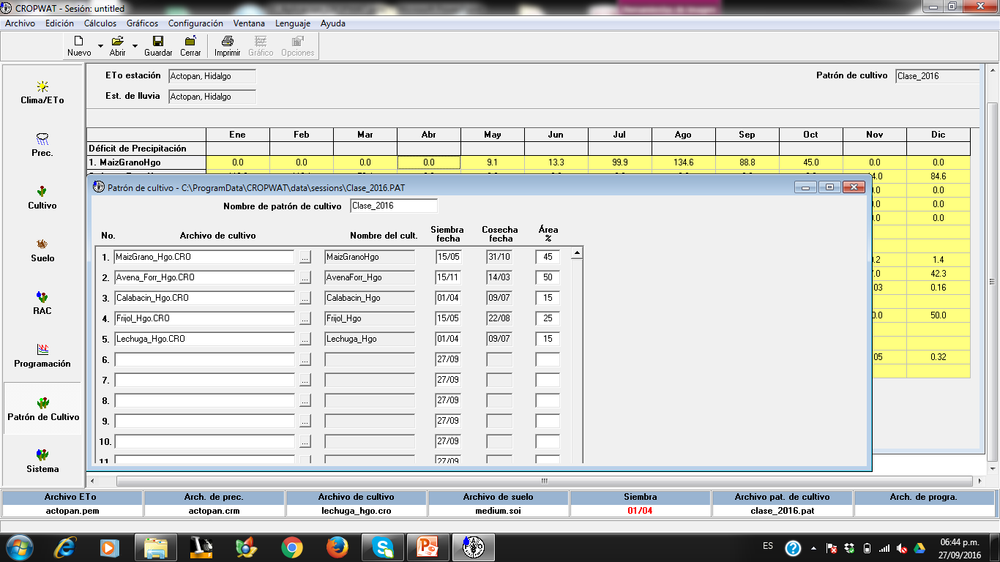 CROPWAT - Sesión: untitled
Archivo Edición Cálculos Gráficos Configuración Ventana Lenguaje Ayuda
Nuevo Abrir Guardar Cerrar Imprimir Gráfico Opciones
ETo estación Actopan, Hidalgo Patrón de cultivo Clase_2016
Est. de lluvia Actopan, Hidalgo
Ene Feb Mar Abr May Jun Jul Ago Sep Oct Nov Dic
Déficit de Precipitación
1. MaizGranoHgo 0.0 0.0 0.0 0.0 9.1 13.3 99.9 134.6 88.8 45.0 0.0 0.0
4.0 84.6
0.0 0.0
0.0 0.0
0.0 0.0
0.2 1.4
7.0 42.3
03 0.16
0.0 50.0
05 0.32
Patrón de cultivo - C:\ProgramData\CROPWAT\data\sessions\Clase_2016.PAT
Nombre de patrón de cultivo Clase_2016
No. Archivo de cultivo Nombre del cult. Siembra fecha Cosecha fecha Área %
1. MaizGrano_Hgo.CRO ... MaizGranoHgo 15/05 31/10 45
2. Avena_Forr_Hgo.CRO ... AvenaForr_Hgo 15/11 14/03 50
3. Calabacin_Hgo.CRO ... Calabacin_Hgo 01/04 09/07 15
4. Frijol_Hgo.CRO ... Frijol_Hgo 15/05 22/08 25
5. Lechuga_Hgo.CRO ... Lechuga_Hgo 01/04 09/07 15
6. ... 27/09
7. ... 27/09
8. ... 27/09
9. ... 27/09
10. ... 27/09
11. 27/09
Clima/ETo
Prec.
Cultivo
Suelo
RAC
Programación
Patrón de Cultivo
Sistema
Archivo ETo Arch. de prec. Archivo de cultivo Archivo de suelo Siembra Archivo pat. de cultivo Arch. de progra.
actopan.pem actopan.crm lechuga_hgo.cro medium.soi 01/04 clase_2016.pat
ES 06:44 p.m.
27/09/2016